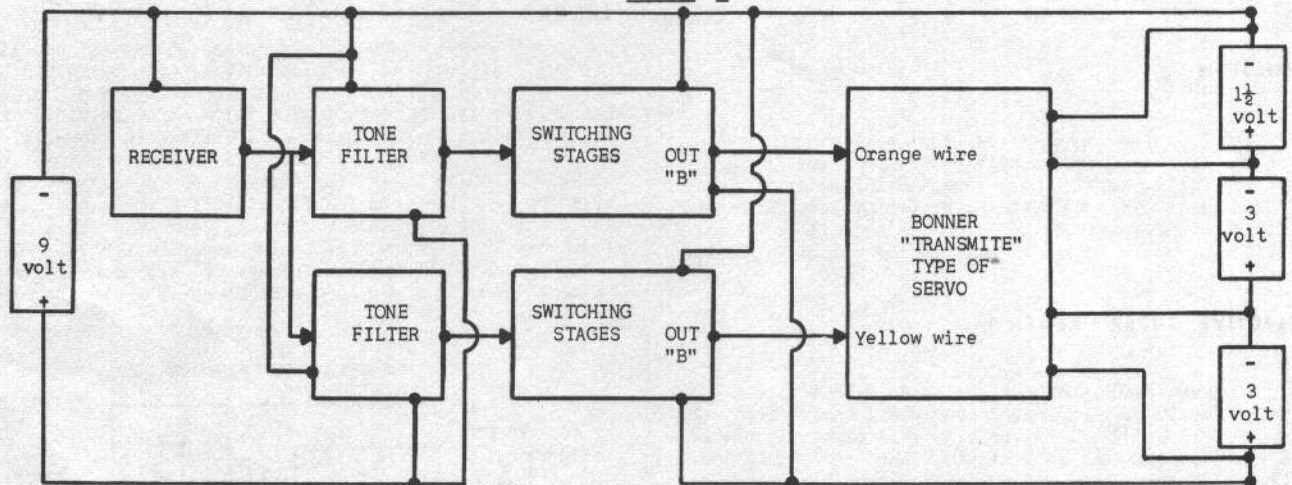 -
1½
volt
+
RECEIVER
TONE
FILTER
SWITCHING
STAGES
OUT
"B"
Orange wire
-
9
volt
+
BONNER
"TRANSMITE"
TYPE OF
SERVO
-
3
volt
+
TONE
FILTER
SWITCHING
STAGES
OUT
"B"
Yellow wire
-
3
volt
+